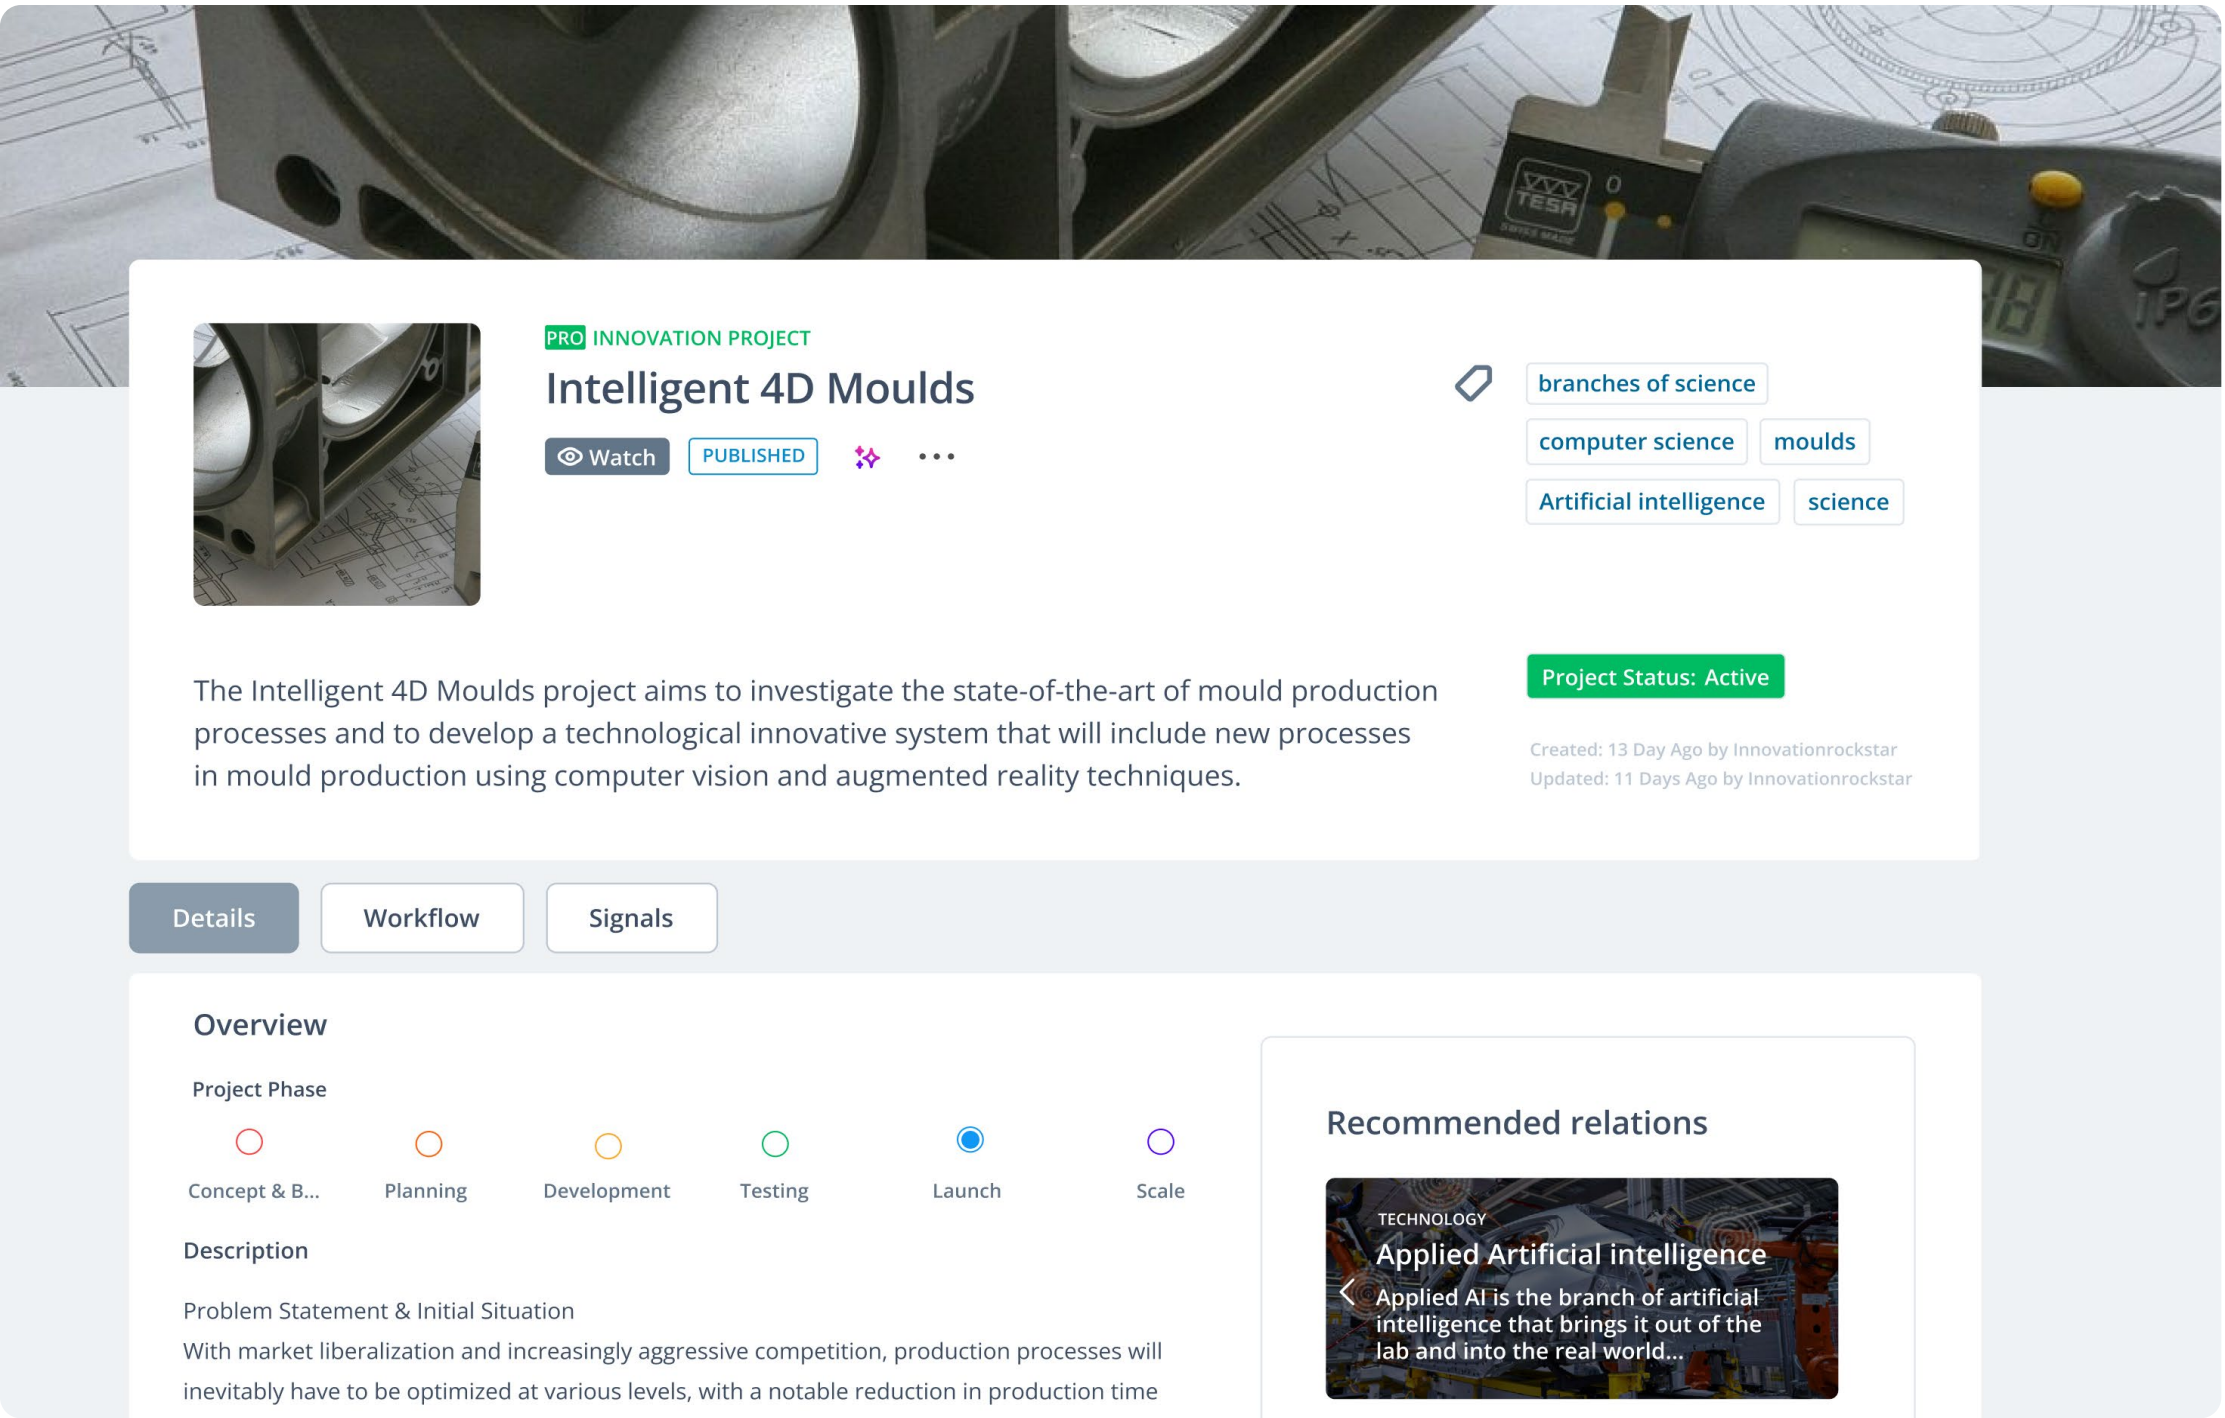 TESA
SWISS MADE
0
ON
IP6
PRO INNOVATION PROJECT
Intelligent 4D Moulds
Watch
PUBLISHED
branches of science
computer science
moulds
Artificial intelligence
science
The Intelligent 4D Moulds project aims to investigate the state-of-the-art of mould production
processes and to develop a technological innovative system that will include new processes
in mould production using computer vision and augmented reality techniques.
Project Status: Active
Created: 13 Day Ago by Innovationrockstar
Updated: 11 Days Ago by Innovationrockstar
Details
Workflow
Signals
Overview
Project Phase
Concept & B...
Planning
Development
Testing
Launch
Scale
Description
Problem Statement & Initial Situation
With market liberalization and increasingly aggressive competition, production processes will
inevitably have to be optimized at various levels, with a notable reduction in production time
Recommended relations
TECHNOLOGY
Applied Artificial intelligence
Applied AI is the branch of artificial
intelligence that brings it out of the
lab and into the real world...